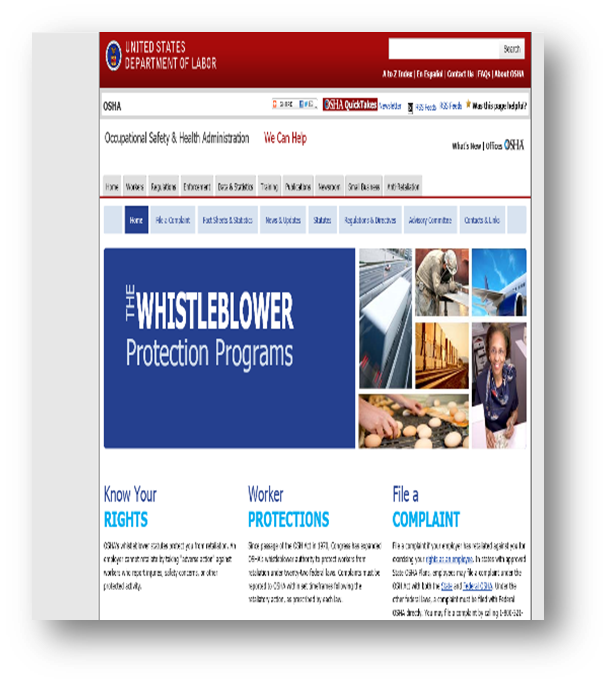 UNITED STATES
DEPARTMENT OF LABOR
Search
A to Z Index | En Español | Contact Us | FAQs | About OSHA
OSHA
SHARE
OSHA QuickTakes Newsletter RSS Feeds RSS Feeds Was this page helpful?
Occupational Safety & Health Administration We Can Help
What's New | Offices OSHA
Home Workers Regulations Enforcement Data & Statistics Training Publications Newsroom Small Business Anti-Retaliation
Home File a Complaint Fact Sheets & Statistics News & Updates Statutes Regulations & Directives Advisory Committee Contacts & Links
THE WHISTLEBLOWER
Protection Programs
Know Your
RIGHTS
OSHA's whistleblower statutes protect you from retaliation. An
employer cannot retaliate by taking "adverse action" against
workers who report injuries, safety concerns, or other
protected activity.
Worker
PROTECTIONS
Since passage of the OSH Act in 1970, Congress has expanded
OSHA's whistleblower authority to protect workers from
retaliation under twenty-two federal laws. Complaints must be
reported to OSHA within set timeframes following the
retaliatory action, as prescribed by each law.
File a
COMPLAINT
File a complaint if your employer has retaliated against you for
exercising your rights as an employee. In states with approved
State OSHA Plans, employees may file a complaint under the
OSH Act with both the State and Federal OSHA. Under the
other federal laws, a complaint must be filed with Federal
OSHA directly. You may file a complaint by calling 1-800-321-